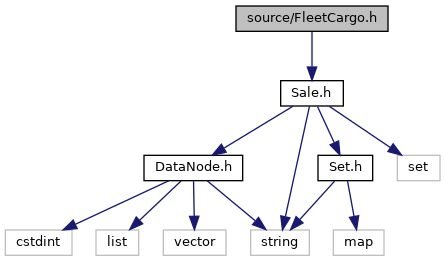 source/FleetCargo.h
Sale.h
DataNode.h
Set.h
set
cstdint
list
vector
string
map